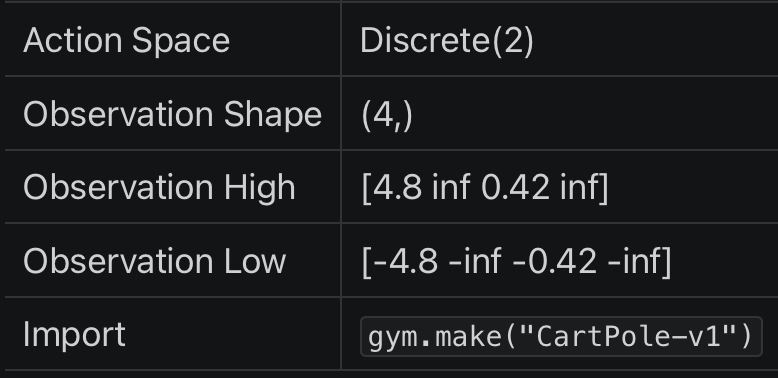 Action Space Discrete(2)
Observation Shape (4,)
Observation High [4.8 inf 0.42 inf]
Observation Low [-4.8 -inf -0.42 -inf]
Import gym.make("CartPole-v1")